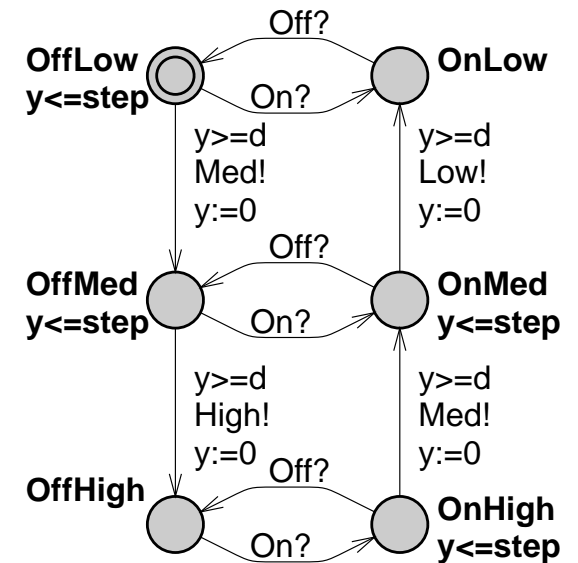 Off?
OffLow
y<=step
OnLow
On?
y>=d
Med!
y:=0
y>=d
Low!
y:=0
Off?
OffMed
y<=step
OnMed
y<=step
On?
y>=d
High!
y:=0
y>=d
Med!
y:=0
Off?
OffHigh
OnHigh
y<=step
On?